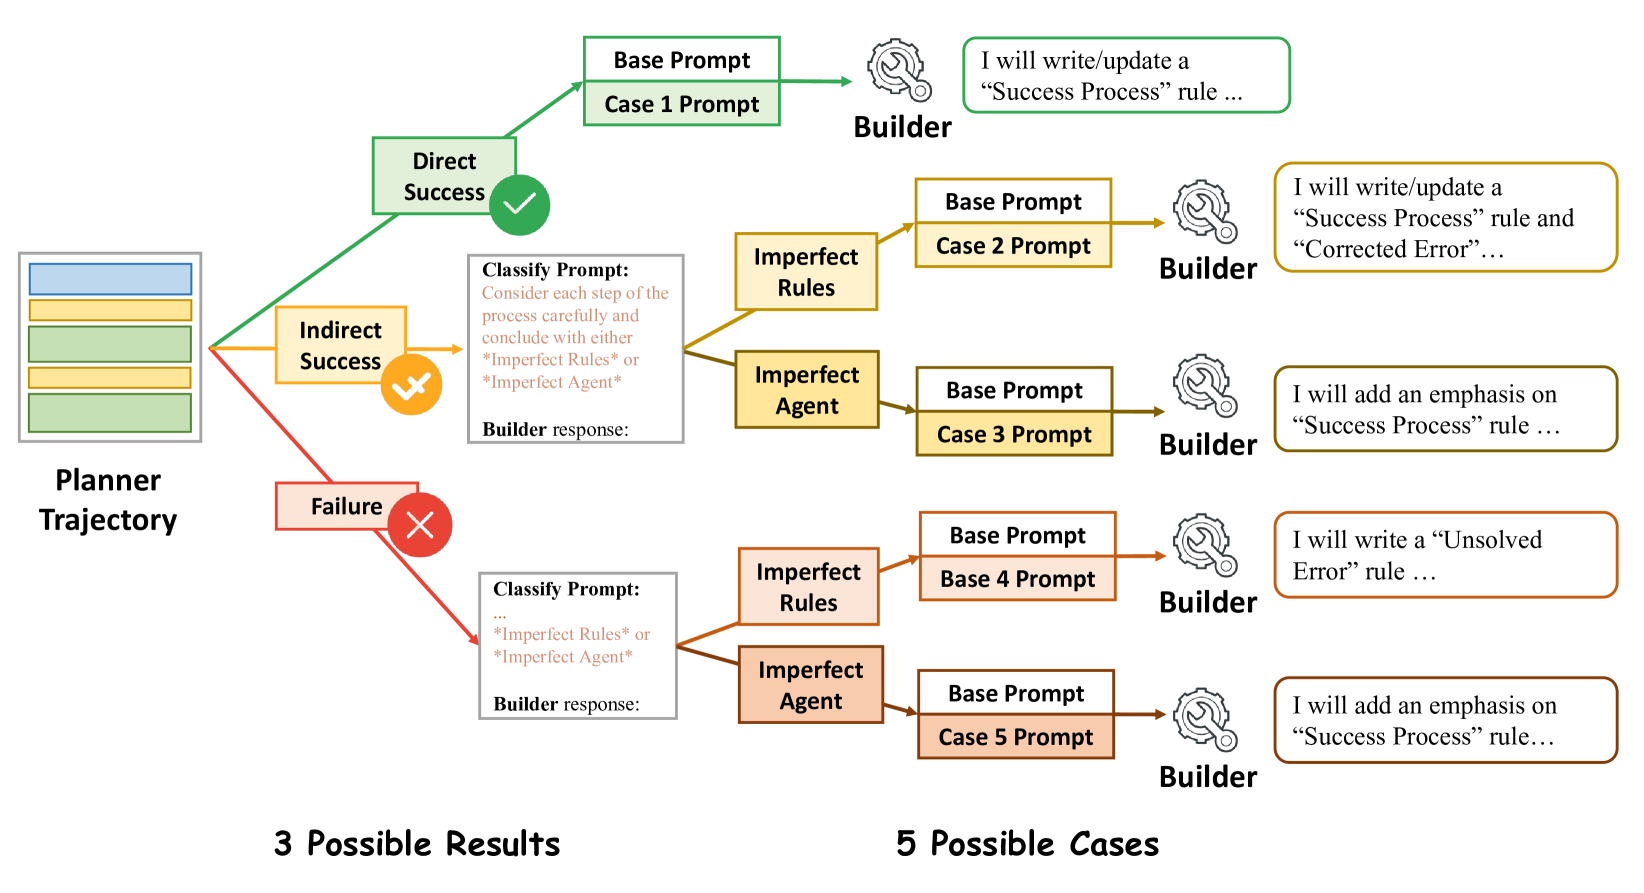 Base Prompt
Case 1 Prompt
Builder
I will write/update a
“Success Process” rule ...
Direct
Success
Planner
Trajectory
Indirect
Success
Classify Prompt:
Consider each step of the
process carefully and
conclude with either
*Imperfect Rules* or
*Imperfect Agent*
Builder response:
Imperfect
Rules
Base Prompt
Case 2 Prompt
Builder
I will write/update a
“Success Process” rule and
“Corrected Error”…
Imperfect
Agent
Base Prompt
Case 3 Prompt
Builder
I will add an emphasis on
“Success Process” rule …
Failure
Classify Prompt:
...
*Imperfect Rules* or
*Imperfect Agent*
Builder response:
Imperfect
Rules
Base Prompt
Base 4 Prompt
Builder
I will write a “Unsolved
Error” rule …
Imperfect
Agent
Base Prompt
Case 5 Prompt
Builder
I will add an emphasis on
“Success Process” rule…
3 Possible Results
5 Possible Cases